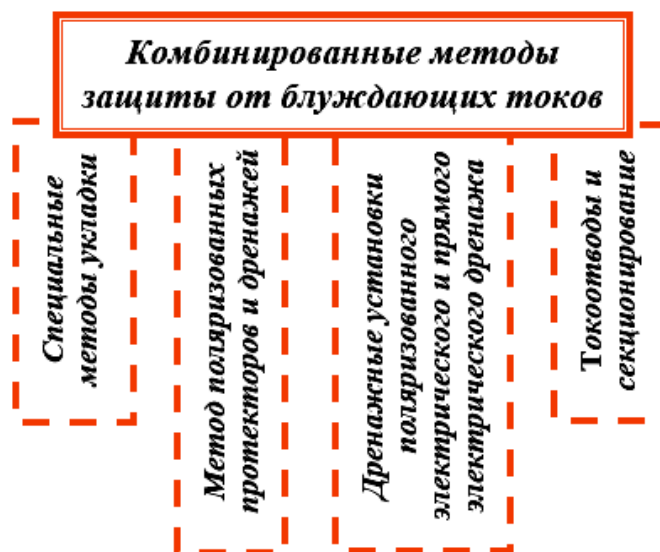 Комбинированные методы
защиты от блуждающих токов
Специальные
методы укладки
Метод поляризованных
протекторов и дренажей
Дренажные установки
поляризованного
электрического и прямого
электрического дренажа
Токоотводы и
секционирование